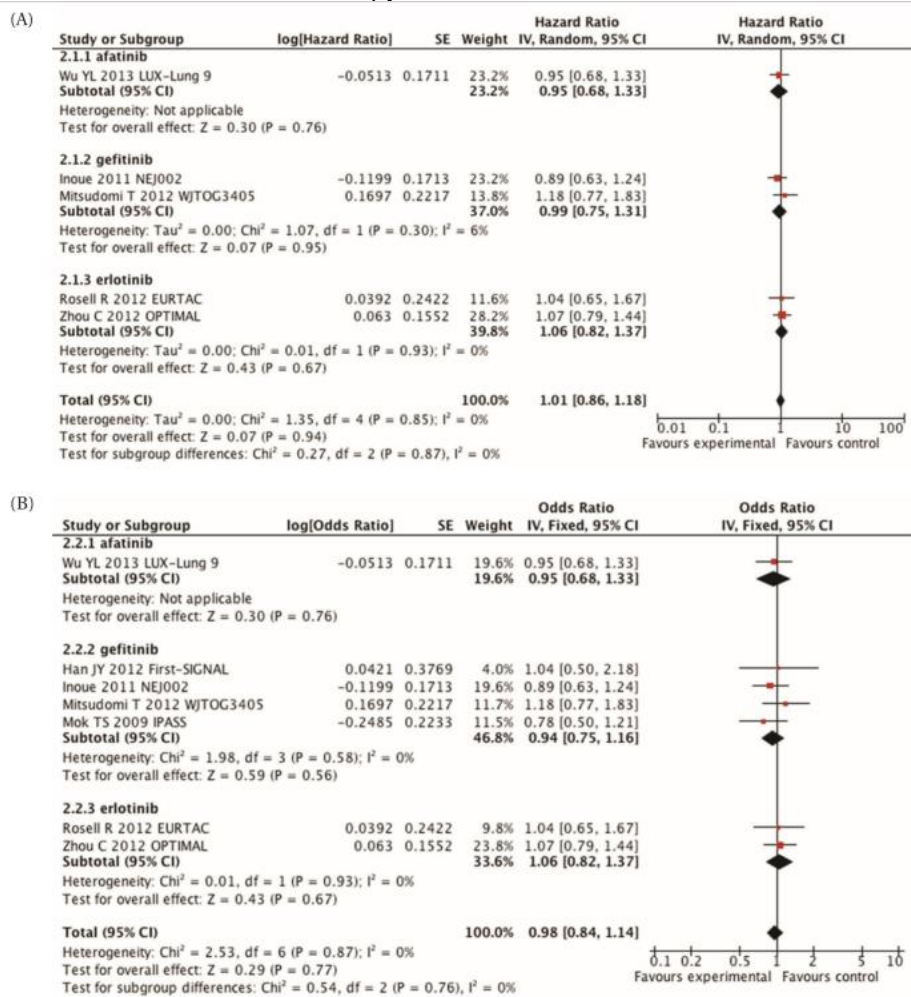 (A)
Hazard Ratio Hazard Ratio
Study or Subgroup log[Hazard Ratio] SE Weight IV, Random, 95% CI IV, Random, 95% CI
2.1.1 afatinib
Wu YL 2013 LUX-Lung 9 -0.0513 0.1711 23.2% 0.95 [0.68, 1.33]
Subtotal (95% CI) 23.2% 0.95 [0.68, 1.33]
Heterogeneity: Not applicable
Test for overall effect: Z = 0.30 (P = 0.76)
2.1.2 gefitinib
Inoue 2011 NEJ002 -0.1199 0.1713 23.2% 0.89 [0.63, 1.24]
Mitsudomi T 2012 WJTOG3405 0.1697 0.2217 13.8% 1.18 [0.77, 1.83]
Subtotal (95% CI) 37.0% 0.99 [0.75, 1.31]
Heterogeneity: Tau² = 0.00; Chi² = 1.07, df = 1 (P = 0.30); I² = 6%
Test for overall effect: Z = 0.07 (P = 0.95)
2.1.3 erlotinib
Rosell R 2012 EURTAC 0.0392 0.2422 11.6% 1.04 [0.65, 1.67]
Zhou C 2012 OPTIMAL 0.063 0.1552 28.2% 1.07 [0.79, 1.44]
Subtotal (95% CI) 39.8% 1.06 [0.82, 1.37]
Heterogeneity: Tau² = 0.00; Chi² = 0.01, df = 1 (P = 0.93); I² = 0%
Test for overall effect: Z = 0.43 (P = 0.67)
Total (95% CI) 100.0% 1.01 [0.86, 1.18]
Heterogeneity: Tau² = 0.00; Chi² = 1.35, df = 4 (P = 0.85); I² = 0%
Test for overall effect: Z = 0.07 (P = 0.94)
Test for subgroup differences: Chi² = 0.27, df = 2 (P = 0.87), I² = 0%
0.01 0.1 1 10 100
Favours experimental Favours control
(B)
Odds Ratio Odds Ratio
Study or Subgroup log[Odds Ratio] SE Weight IV, Fixed, 95% CI IV, Fixed, 95% CI
2.2.1 afatinib
Wu YL 2013 LUX-Lung 9 -0.0513 0.1711 19.6% 0.95 [0.68, 1.33]
Subtotal (95% CI) 19.6% 0.95 [0.68, 1.33]
Heterogeneity: Not applicable
Test for overall effect: Z = 0.30 (P = 0.76)
2.2.2 gefitinib
Han JY 2012 First-SIGNAL 0.0421 0.3769 4.0% 1.04 [0.50, 2.18]
Inoue 2011 NEJ002 -0.1199 0.1713 19.6% 0.89 [0.63, 1.24]
Mitsudomi T 2012 WJTOG3405 0.1697 0.2217 11.7% 1.18 [0.77, 1.83]
Mok TS 2009 IPASS -0.2485 0.2233 11.5% 0.78 [0.50, 1.21]
Subtotal (95% CI) 46.8% 0.94 [0.75, 1.16]
Heterogeneity: Chi² = 1.98, df = 3 (P = 0.58); I² = 0%
Test for overall effect: Z = 0.59 (P = 0.56)
2.2.3 erlotinib
Rosell R 2012 EURTAC 0.0392 0.2422 9.8% 1.04 [0.65, 1.67]
Zhou C 2012 OPTIMAL 0.063 0.1552 23.8% 1.07 [0.79, 1.44]
Subtotal (95% CI) 33.6% 1.06 [0.82, 1.37]
Heterogeneity: Chi² = 0.01, df = 1 (P = 0.93); I² = 0%
Test for overall effect: Z = 0.43 (P = 0.67)
Total (95% CI) 100.0% 0.98 [0.84, 1.14]
Heterogeneity: Chi² = 2.53, df = 6 (P = 0.87); I² = 0%
Test for overall effect: Z = 0.29 (P = 0.77)
Test for subgroup differences: Chi² = 0.54, df = 2 (P = 0.76), I² = 0%
0.1 0.2 0.5 1 2 5 10
Favours experimental Favours control